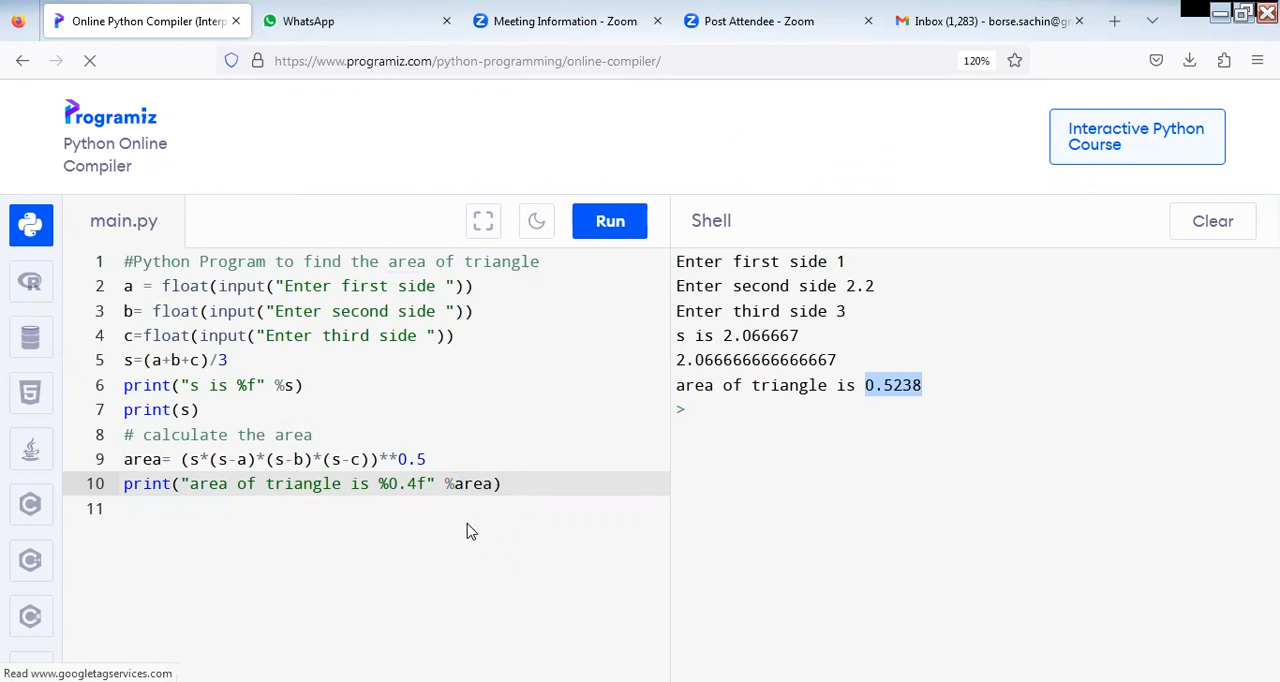 Online Python Compiler (Interp
WhatsApp
Meeting Information - Zoom
Post Attendee - Zoom
Inbox (1,283) - borse.sachin@gm
https://www.programiz.com/python-programming/online-compiler/
120%
Programiz
Python Online
Compiler
Interactive Python
Course
main.py
Run
Shell
Clear
1 #Python Program to find the area of triangle
2 a = float(input("Enter first side "))
3 b= float(input("Enter second side "))
4 c=float(input("Enter third side "))
5 s=(a+b+c)/3
6 print("s is %f" %s)
7 print(s)
8 # calculate the area
9 area= (s*(s-a)*(s-b)*(s-c))**0.5
10 print("area of triangle is %0.4f" %area)
11
Enter first side 1
Enter second side 2.2
Enter third side 3
s is 2.066667
2.066666666666667
area of triangle is 0.5238
>
Read www.googletagservices.com